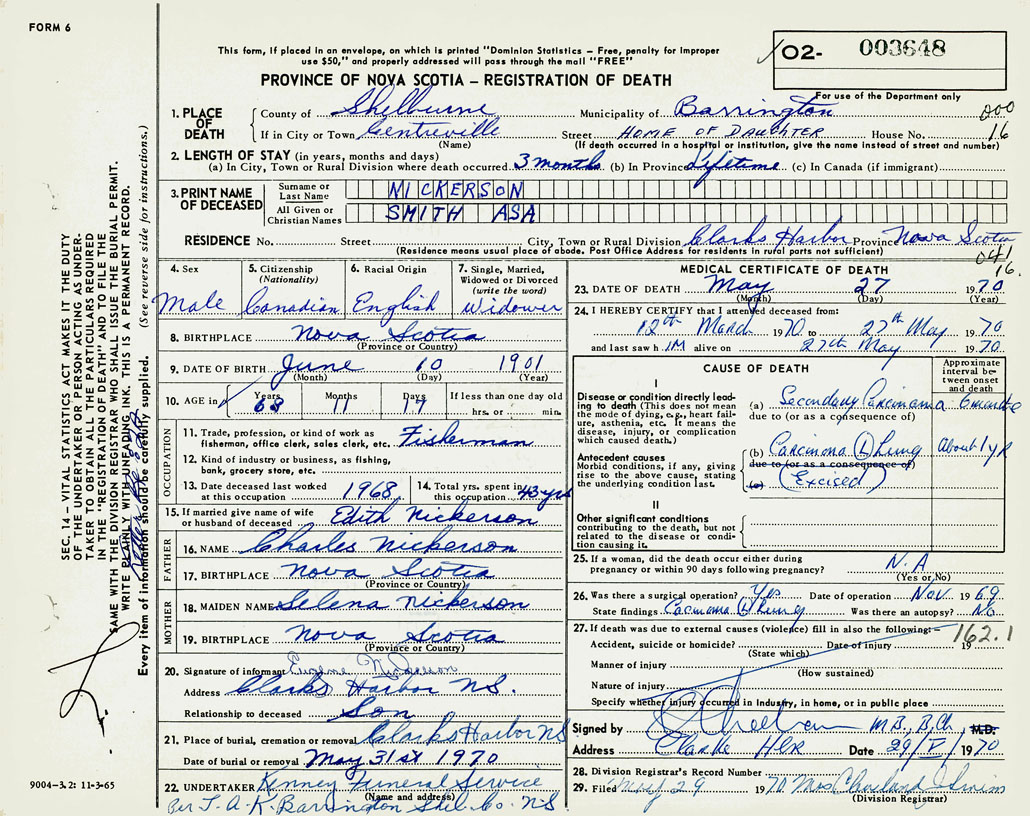 FORM 6
This form, if placed in an envelope, on which is printed "Dominion Statistics – Free, penalty for improper
use $50," and properly addressed will pass through the mail "FREE"
PROVINCE OF NOVA SCOTIA – REGISTRATION OF DEATH
O2- 003648
For use of the Department only
1. PLACE OF DEATH
County of Shelburne Municipality of Barrington 000
If in City or Town Centreville Street HOME OF DAUGHTER House No. 16
(Name) (If death occurred in a hospital or institution, give the name instead of street and number)
2. LENGTH OF STAY (in years, months and days)
(a) In City, Town or Rural Division where death occurred 3 months (b) In Province Lifetime (c) In Canada (if immigrant)
3. PRINT NAME OF DECEASED
Surname or Last Name NICKERSON
All Given or Christian Names SMITH ASA
RESIDENCE No. Street City, Town or Rural Division Clarks Harbor Province Nova Scotia
(Residence means usual place of abode. Post Office Address for residents in rural parts not sufficient)
041
16.
4. Sex
Male
5. Citizenship
(Nationality)
Canadian
6. Racial Origin
English
7. Single, Married,
Widowed or Divorced
(write the word)
Widower
8. BIRTHPLACE Nova Scotia
(Province or Country)
9. DATE OF BIRTH June 10 1901
(Month) (Day) (Year)
10. AGE in
Years Months Days If less than one day old
68 11 17 hrs. or min.
OCCUPATION
11. Trade, profession, or kind of work as
fisherman, office clerk, sales clerk, etc. Fisherman
12. Kind of industry or business, as fishing,
bank, grocery store, etc.
13. Date deceased last worked
at this occupation 1968
14. Total yrs. spent in
this occupation 43 yrs
15. If married give name of wife
or husband of deceased Edith Nickerson
FATHER
16. NAME Charles Nickerson
17. BIRTHPLACE Nova Scotia
(Province or Country)
MOTHER
18. MAIDEN NAME Selena Nickerson
19. BIRTHPLACE Nova Scotia
(Province or Country)
20. Signature of informant Eugene Nickerson
Address Clarks Harbor N.S.
Relationship to deceased Son
21. Place of burial, cremation or removal Clarks Harbor NS
Date of burial or removal May 31st 1970
22. UNDERTAKER Kenney Funeral Service
(Name and address)
Per J. A. K. Barrington Shel. Co. N.S.
MEDICAL CERTIFICATE OF DEATH
23. DATE OF DEATH May 27 1970
(Month) (Day) (Year)
24. I HEREBY CERTIFY that I attended deceased from:
12th March 1970 to 27th May 1970
and last saw h IM alive on 27th May 1970
CAUSE OF DEATH
Approximate
interval be-
tween onset
and death
I
Disease or condition directly lead-
ing to death (This does not mean
the mode of dying, e.g., heart fail-
ure, asthenia, etc. It means the
disease, injury, or complication
which caused death.)
(a) Secondary Carcinoma 6 months
due to (or as a consequence of)
Antecedent causes
Morbid conditions, if any, giving
rise to the above cause, stating the
underlying condition last.
(b) Carcinoma (L) Lung About 1 yr
due to (or as a consequence of)
(c) (Excised)
II
Other significant conditions
contributing to the death, but not
related to the disease or condi-
tion causing it.
25. If a woman, did the death occur either during
pregnancy or within 90 days following pregnancy? N.A
(Yes or No)
26. Was there a surgical operation? Yes Date of operation Nov 1969
State findings Carcinoma (L) Lung Was there an autopsy? No
27. If death was due to external causes (violence) fill in also the following:– 162.1
Accident, suicide or homicide? Date of injury 19
(State which)
Manner of injury
(How sustained)
Nature of injury
Specify whether injury occurred in Industry, in home, or in public place
Signed by M.B., B.Ch., M.D.
Address Clarke Hbr Date 29/V/1970
28. Division Registrar's Record Number
29. Filed May 29 1970 Mrs Cleveland
(Division Registrar)
SEC. 14 – VITAL STATISTICS ACT MAKES IT THE DUTY
OF THE UNDERTAKER OR PERSON ACTING AS UNDER-
TAKER TO OBTAIN ALL THE PARTICULARS REQUIRED
IN THE "REGISTRATION OF DEATH" AND TO FILE THE
SAME WITH THE DIVISION REGISTRAR WHO SHALL ISSUE THE BURIAL PERMIT.
WRITE PLAINLY WITH UNFADING INK. THIS IS A PERMANENT RECORD.
Every item of information should be carefully supplied. (See reverse side for instructions.)
9004–3.2: 11-3-65